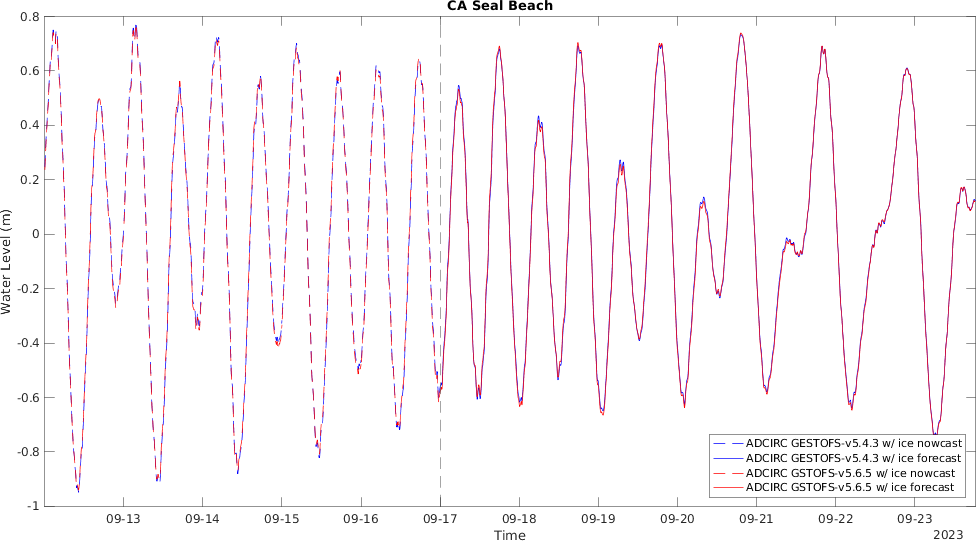 CA Seal Beach
0.8
0.6
0.4
0.2
0
-0.2
-0.4
-0.6
-0.8
-1
Water Level (m)
ADCIRC GESTOFS-v5.4.3 w/ ice nowcast
ADCIRC GESTOFS-v5.4.3 w/ ice forecast
ADCIRC GSTOFS-v5.6.5 w/ ice nowcast
ADCIRC GSTOFS-v5.6.5 w/ ice forecast
09-13 09-14 09-15 09-16 09-17 09-18 09-19 09-20 09-21 09-22 09-23
Time
2023